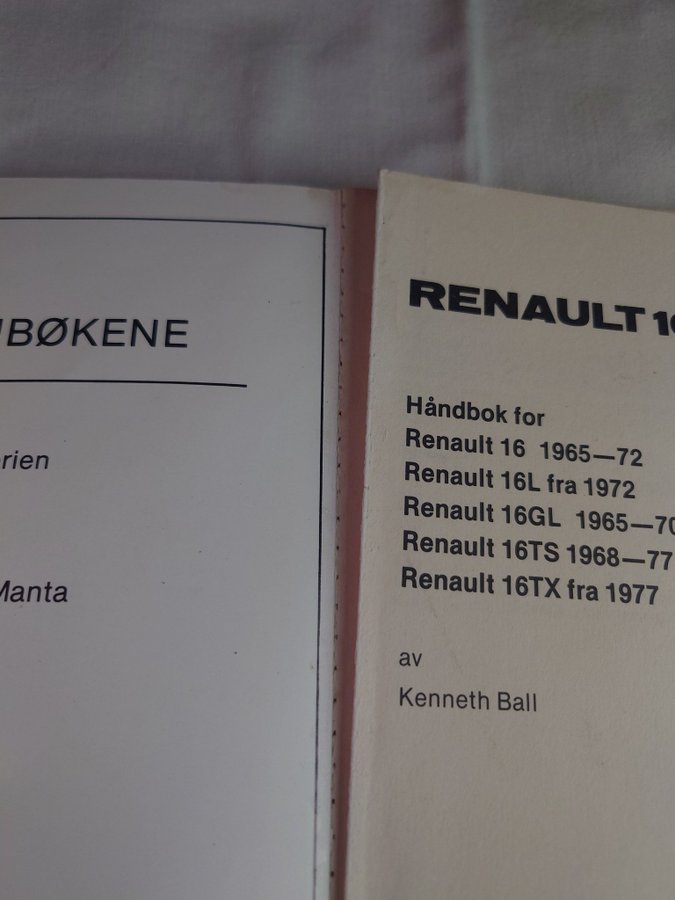 BØKENE
rien
Manta
RENAULT 16
Håndbok for
Renault 16 1965—72
Renault 16L fra 1972
Renault 16GL 1965—70
Renault 16TS 1968—77
Renault 16TX fra 1977
av
Kenneth Ball